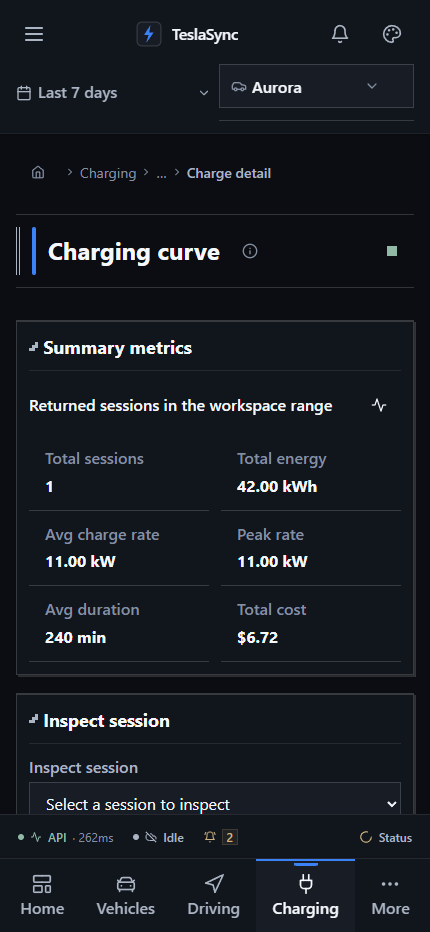 TeslaSync
Last 7 days
Aurora
Charging
...
Charge detail
Charging curve
Summary metrics
Returned sessions in the workspace range
Total sessions
1
Total energy
42.00 kWh
Avg charge rate
11.00 kW
Peak rate
11.00 kW
Avg duration
240 min
Total cost
$6.72
Inspect session
Inspect session
Select a session to inspect
API · 262ms
Idle
2
Status
Home
Vehicles
Driving
Charging
More